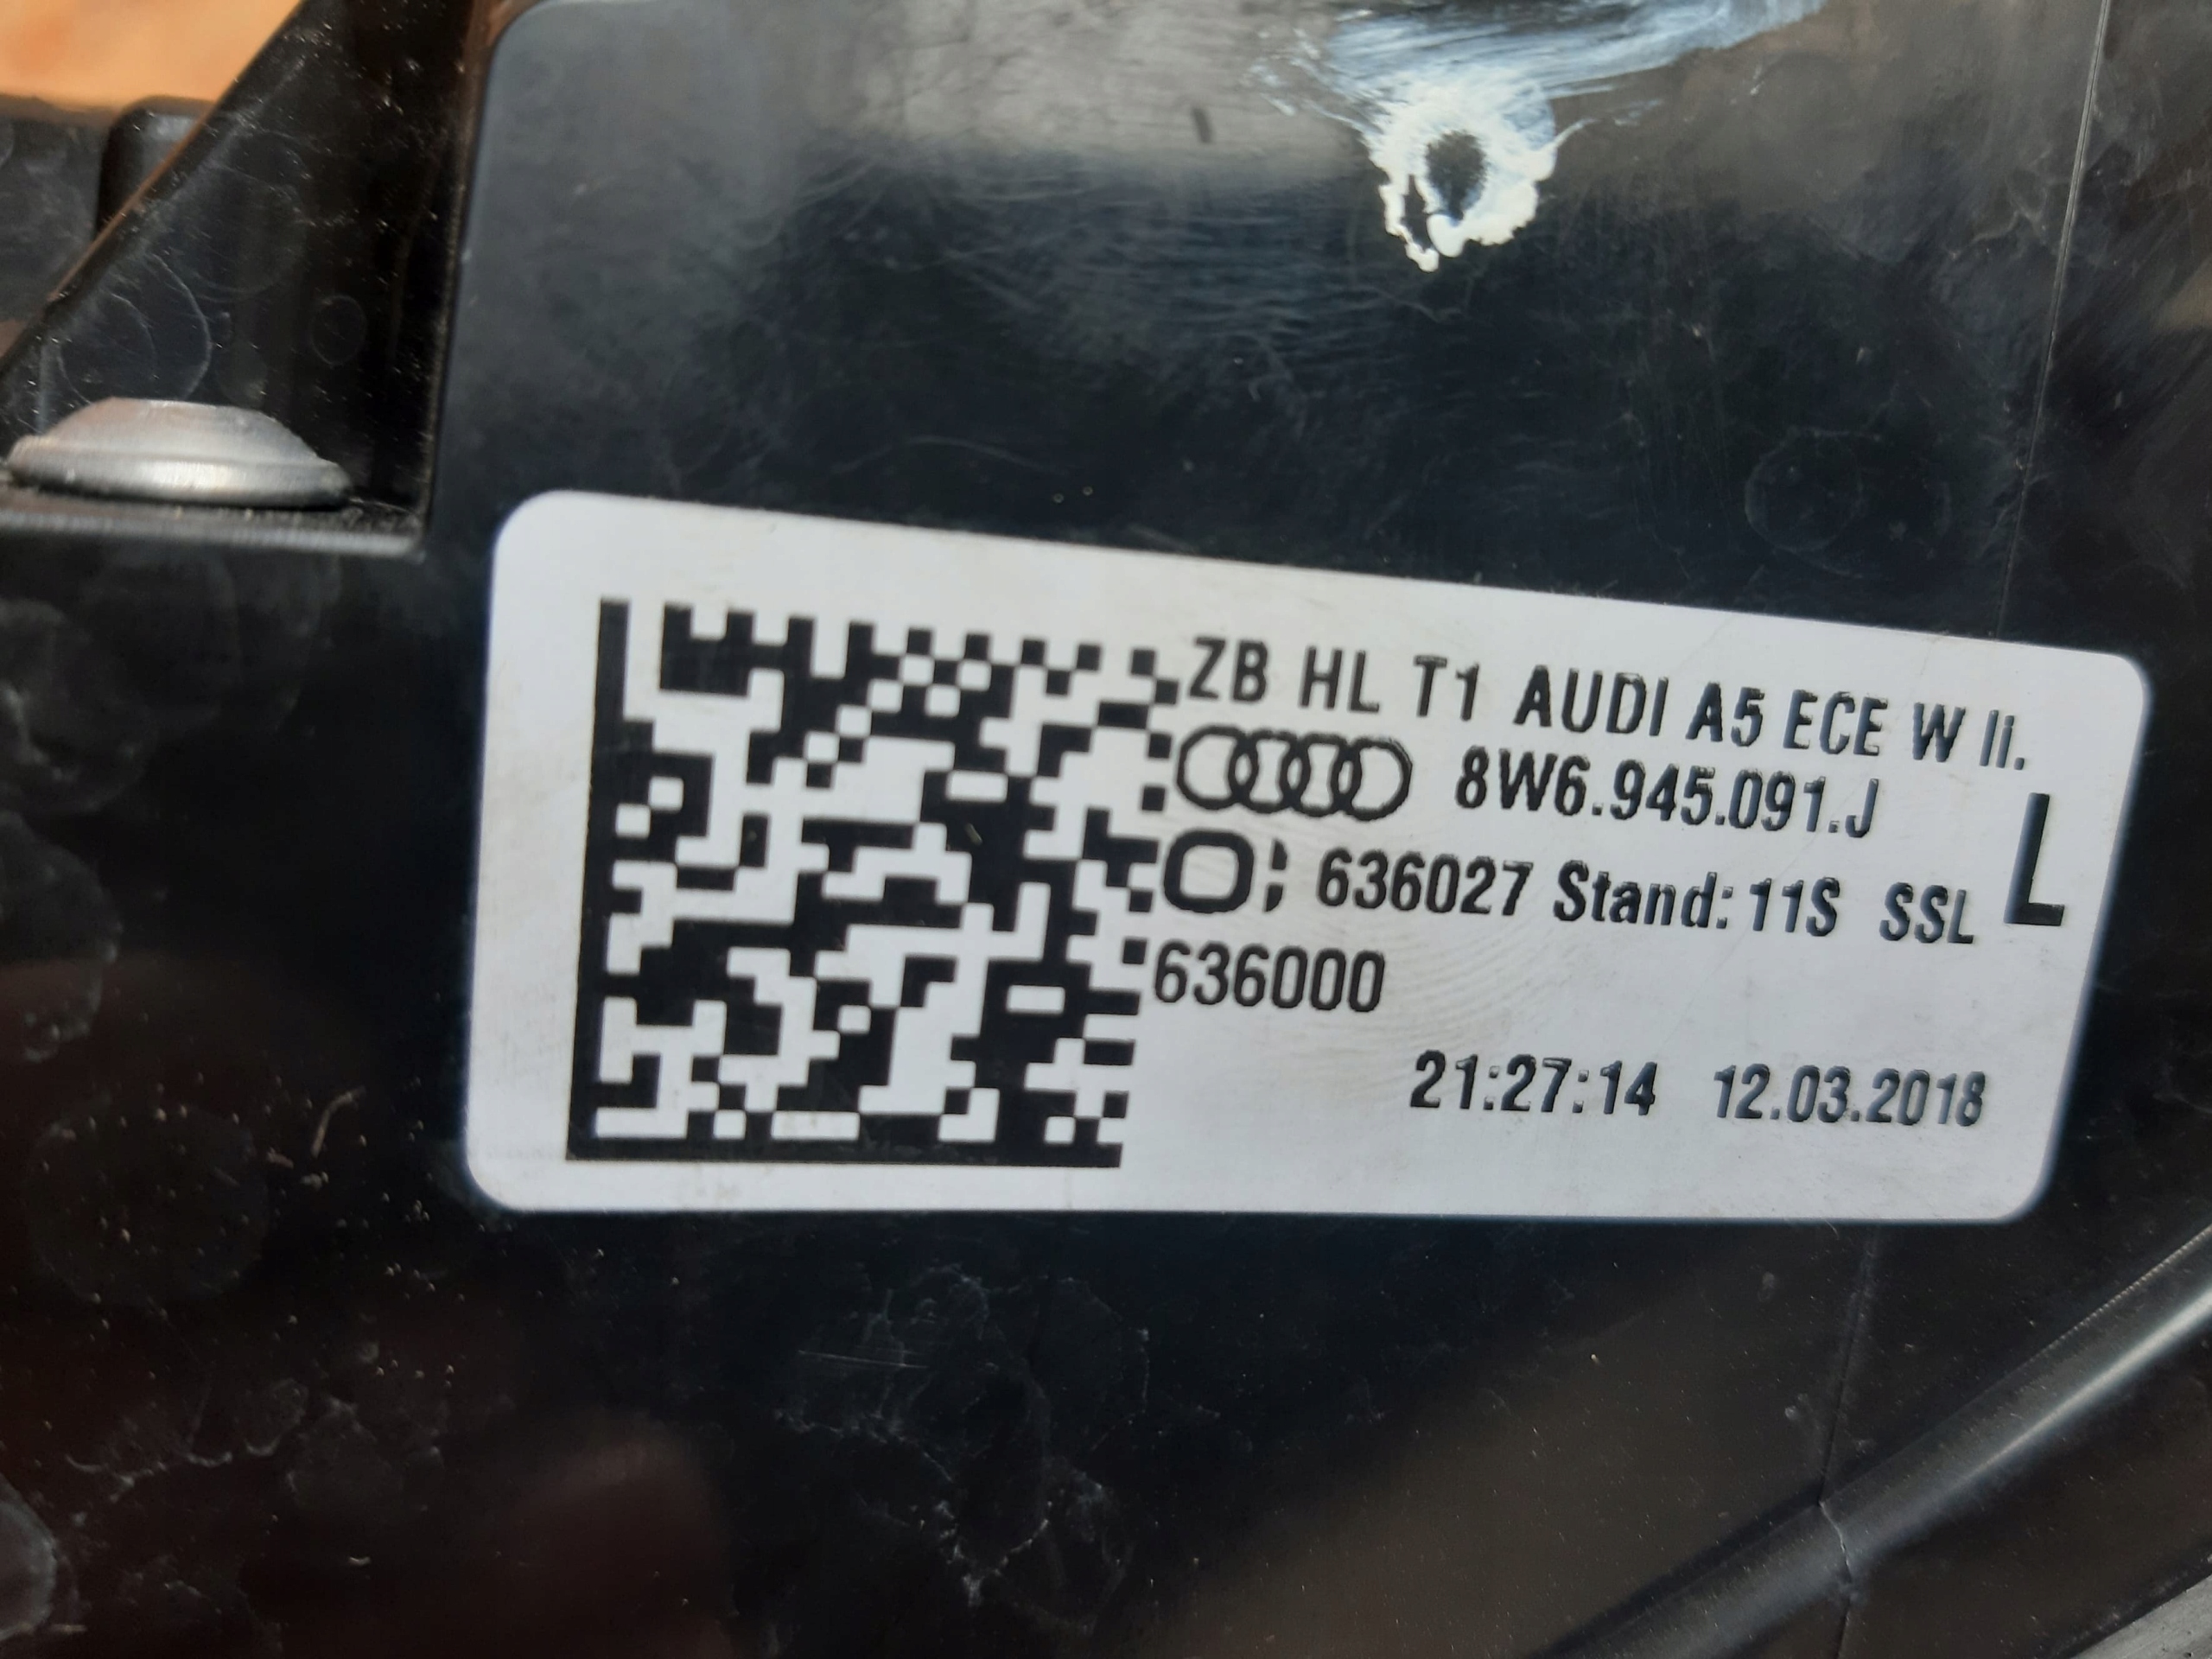 ZB HL T1 AUDI A5 ECE W li.
8W6.945.091.J
L
; 636027 Stand: 11S SSL
636000
21:27:14 12.03.2018